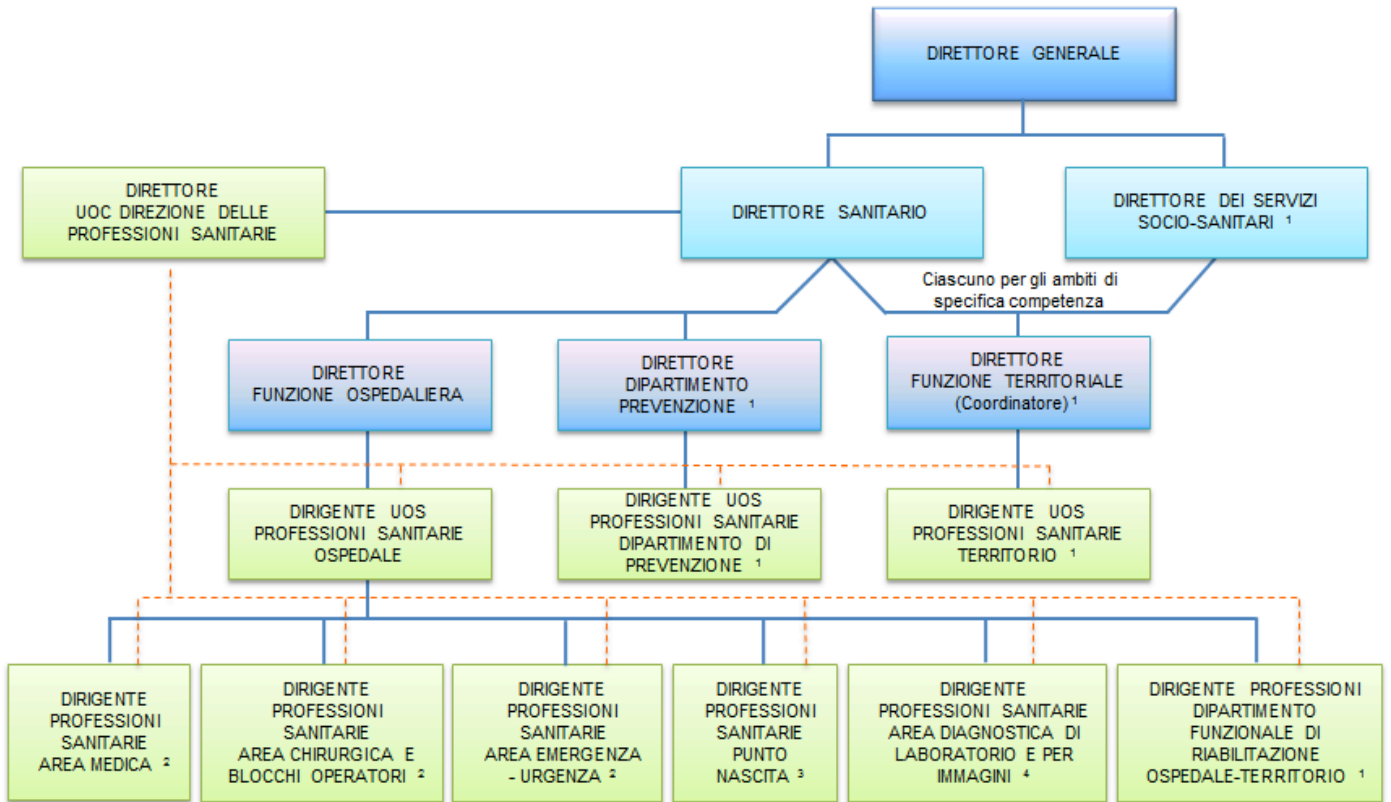 DIRETTORE GENERALE
DIRETTORE
UOC DIREZIONE DELLE
PROFESSIONI SANITARIE
DIRETTORE SANITARIO
DIRETTORE DEI SERVIZI
SOCIO-SANITARI ¹
Ciascuno per gli ambiti di
specifica competenza
DIRETTORE
FUNZIONE OSPEDALIERA
DIRETTORE
DIPARTIMENTO
PREVENZIONE ¹
DIRETTORE
FUNZIONE TERRITORIALE
(Coordinatore) ¹
DIRIGENTE UOS
PROFESSIONI SANITARIE
OSPEDALE
DIRIGENTE UOS
PROFESSIONI SANITARIE
DIPARTIMENTO DI
PREVENZIONE ¹
DIRIGENTE UOS
PROFESSIONI SANITARIE
TERRITORIO ¹
DIRIGENTE
PROFESSIONI
SANITARIE
AREA MEDICA ²
DIRIGENTE
PROFESSIONI
SANITARIE
AREA CHIRURGICA E
BLOCCHI OPERATORI ²
DIRIGENTE
PROFESSIONI
SANITARIE
AREA EMERGENZA
- URGENZA ²
DIRIGENTE
PROFESSIONI
SANITARIE
PUNTO
NASCITA ³
DIRIGENTE
PROFESSIONI SANITARIE
AREA DIAGNOSTICA DI
LABORATORIO E PER
IMMAGINI ⁴
DIRIGENTE PROFESSIONI
DIPARTIMENTO
FUNZIONALE DI
RIABILITAZIONE
OSPEDALE-TERRITORIO ¹